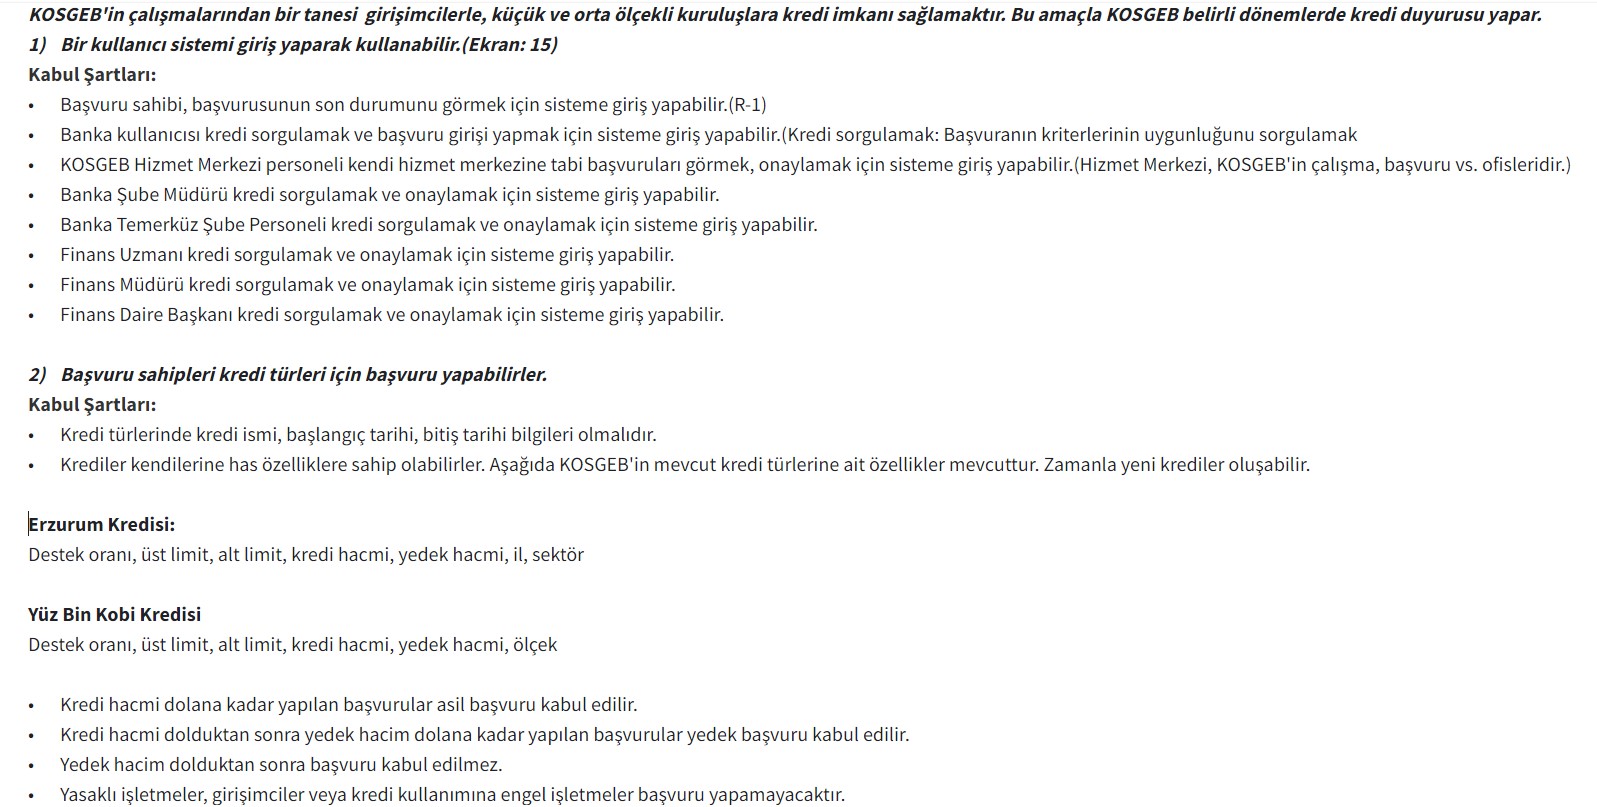 KOSGEB'in çalışmalarından bir tanesi girişimcilerle, küçük ve orta ölçekli kuruluşlara kredi imkanı sağlamaktır. Bu amaçla KOSGEB belirli dönemlerde kredi duyurusu yapar.
1) Bir kullanıcı sistemi giriş yaparak kullanabilir.(Ekran: 15)
Kabul Şartları:
• Başvuru sahibi, başvurusunun son durumunu görmek için sisteme giriş yapabilir.(R-1)
• Banka kullanıcısı kredi sorgulamak ve başvuru girişi yapmak için sisteme giriş yapabilir.(Kredi sorgulamak: Başvuranın kriterlerinin uygunluğunu sorgulamak
• KOSGEB Hizmet Merkezi personeli kendi hizmet merkezine tabi başvuruları görmek, onaylamak için sisteme giriş yapabilir.(Hizmet Merkezi, KOSGEB'in çalışma, başvuru vs. ofisleridir.)
• Banka Şube Müdürü kredi sorgulamak ve onaylamak için sisteme giriş yapabilir.
• Banka Temerküz Şube Personeli kredi sorgulamak ve onaylamak için sisteme giriş yapabilir.
• Finans Uzmanı kredi sorgulamak ve onaylamak için sisteme giriş yapabilir.
• Finans Müdürü kredi sorgulamak ve onaylamak için sisteme giriş yapabilir.
• Finans Daire Başkanı kredi sorgulamak ve onaylamak için sisteme giriş yapabilir.
2) Başvuru sahipleri kredi türleri için başvuru yapabilirler.
Kabul Şartları:
• Kredi türlerinde kredi ismi, başlangıç tarihi, bitiş tarihi bilgileri olmalıdır.
• Krediler kendilerine has özelliklere sahip olabilirler. Aşağıda KOSGEB'in mevcut kredi türlerine ait özellikler mevcuttur. Zamanla yeni krediler oluşabilir.
Erzurum Kredisi:
Destek oranı, üst limit, alt limit, kredi hacmi, yedek hacmi, il, sektör
Yüz Bin Kobi Kredisi
Destek oranı, üst limit, alt limit, kredi hacmi, yedek hacmi, ölçek
• Kredi hacmi dolana kadar yapılan başvurular asil başvuru kabul edilir.
• Kredi hacmi dolduktan sonra yedek hacim dolana kadar yapılan başvurular yedek başvuru kabul edilir.
• Yedek hacim dolduktan sonra başvuru kabul edilmez.
• Yasaklı işletmeler, girişimciler veya kredi kullanımına engel işletmeler başvuru yapamayacaktır.